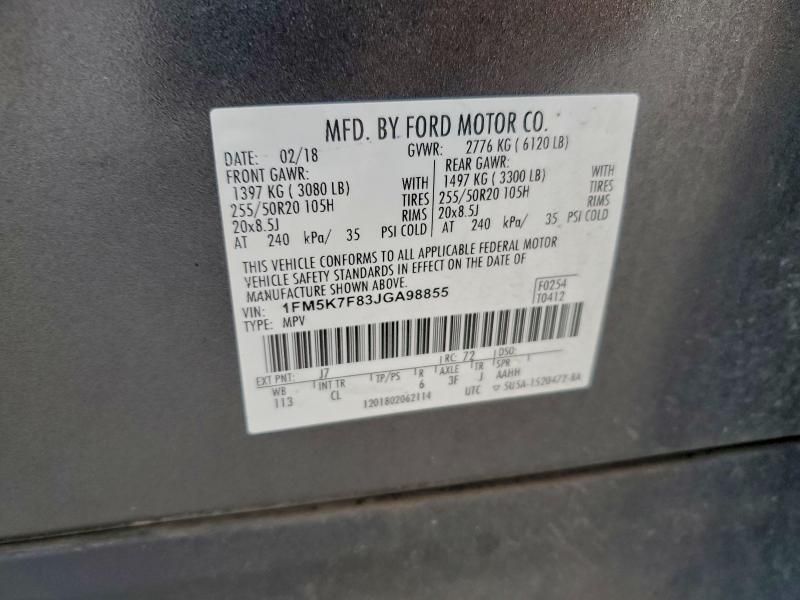 MFD. BY FORD MOTOR CO.
DATE: 02/18 GVWR: 2776 KG ( 6120 LB)
FRONT GAWR: REAR GAWR:
1397 KG ( 3080 LB) WITH 1497 KG ( 3300 LB) WITH
255/50R20 105H TIRES 255/50R20 105H TIRES
20x8.5J RIMS 20x8.5J RIMS
AT 240 kPa/ 35 PSI COLD AT 240 kPa/ 35 PSI COLD
THIS VEHICLE CONFORMS TO ALL APPLICABLE FEDERAL MOTOR
VEHICLE SAFETY STANDARDS IN EFFECT ON THE DATE OF
MANUFACTURE SHOWN ABOVE. F0254
VIN: 1FM5K7F83JGA98855 T0412
TYPE: MPV
EXT PNT: J7 RC: 72 DSO:
WB INT TR TP/PS R AXLE TR SPR
113 CL 6 3F J AAHH
1201802062114 UTC ▽ 5U5A-1520472-BA